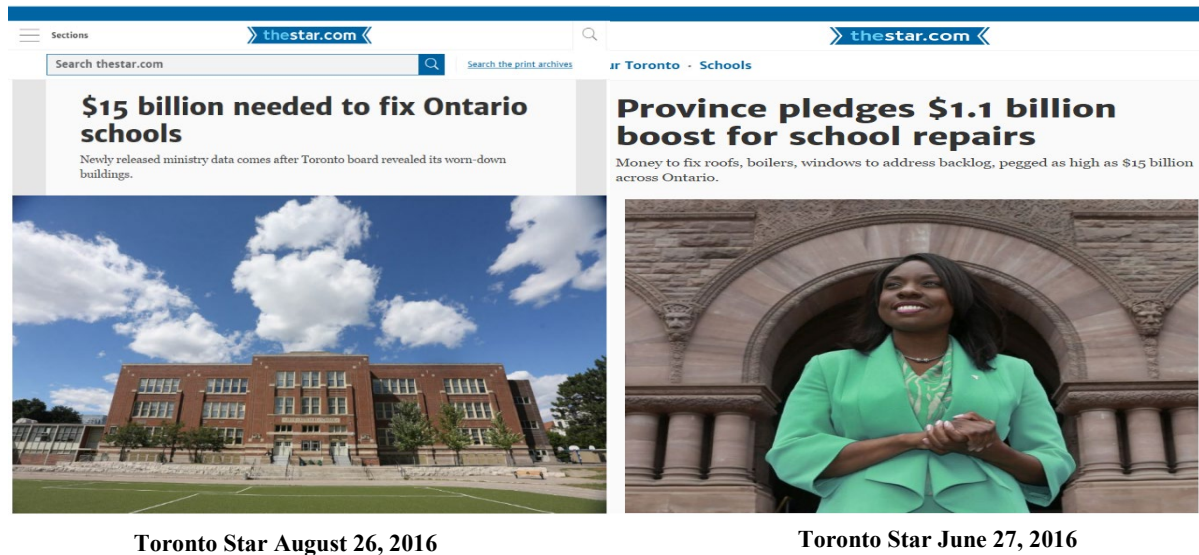 Sections
thestar.com
Search thestar.com
Search the print archives
$15 billion needed to fix Ontario
schools
Newly released ministry data comes after Toronto board revealed its worn-down
buildings.
Toronto Star August 26, 2016
thestar.com
ur Toronto · Schools
Province pledges $1.1 billion
boost for school repairs
Money to fix roofs, boilers, windows to address backlog, pegged as high as $15 billion
across Ontario.
Toronto Star June 27, 2016